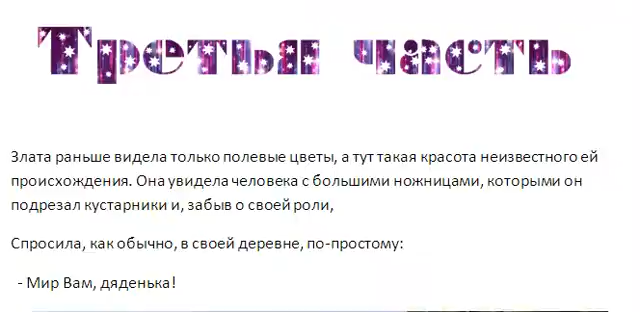 Третья часть
Злата раньше видела только полевые цветы, а тут такая красота неизвестного ей
происхождения. Она увидела человека с большими ножницами, которыми он
подрезал кустарники и, забыв о своей роли,
Спросила, как обычно, в своей деревне, по-простому:
- Мир Вам, дяденька!